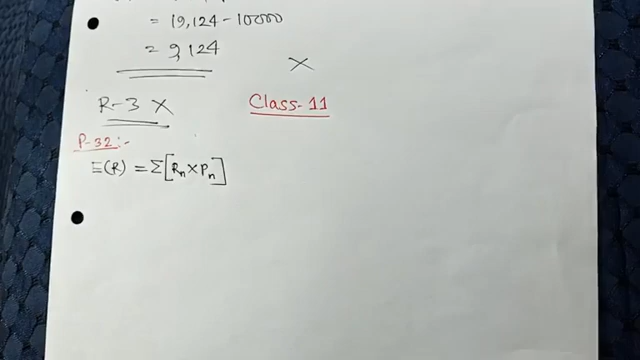 = 19,124 - 10000
= 9,124
X
R-3 X
Class-11
P-32:-
E(R) = Σ[Rₙ×Pₙ]